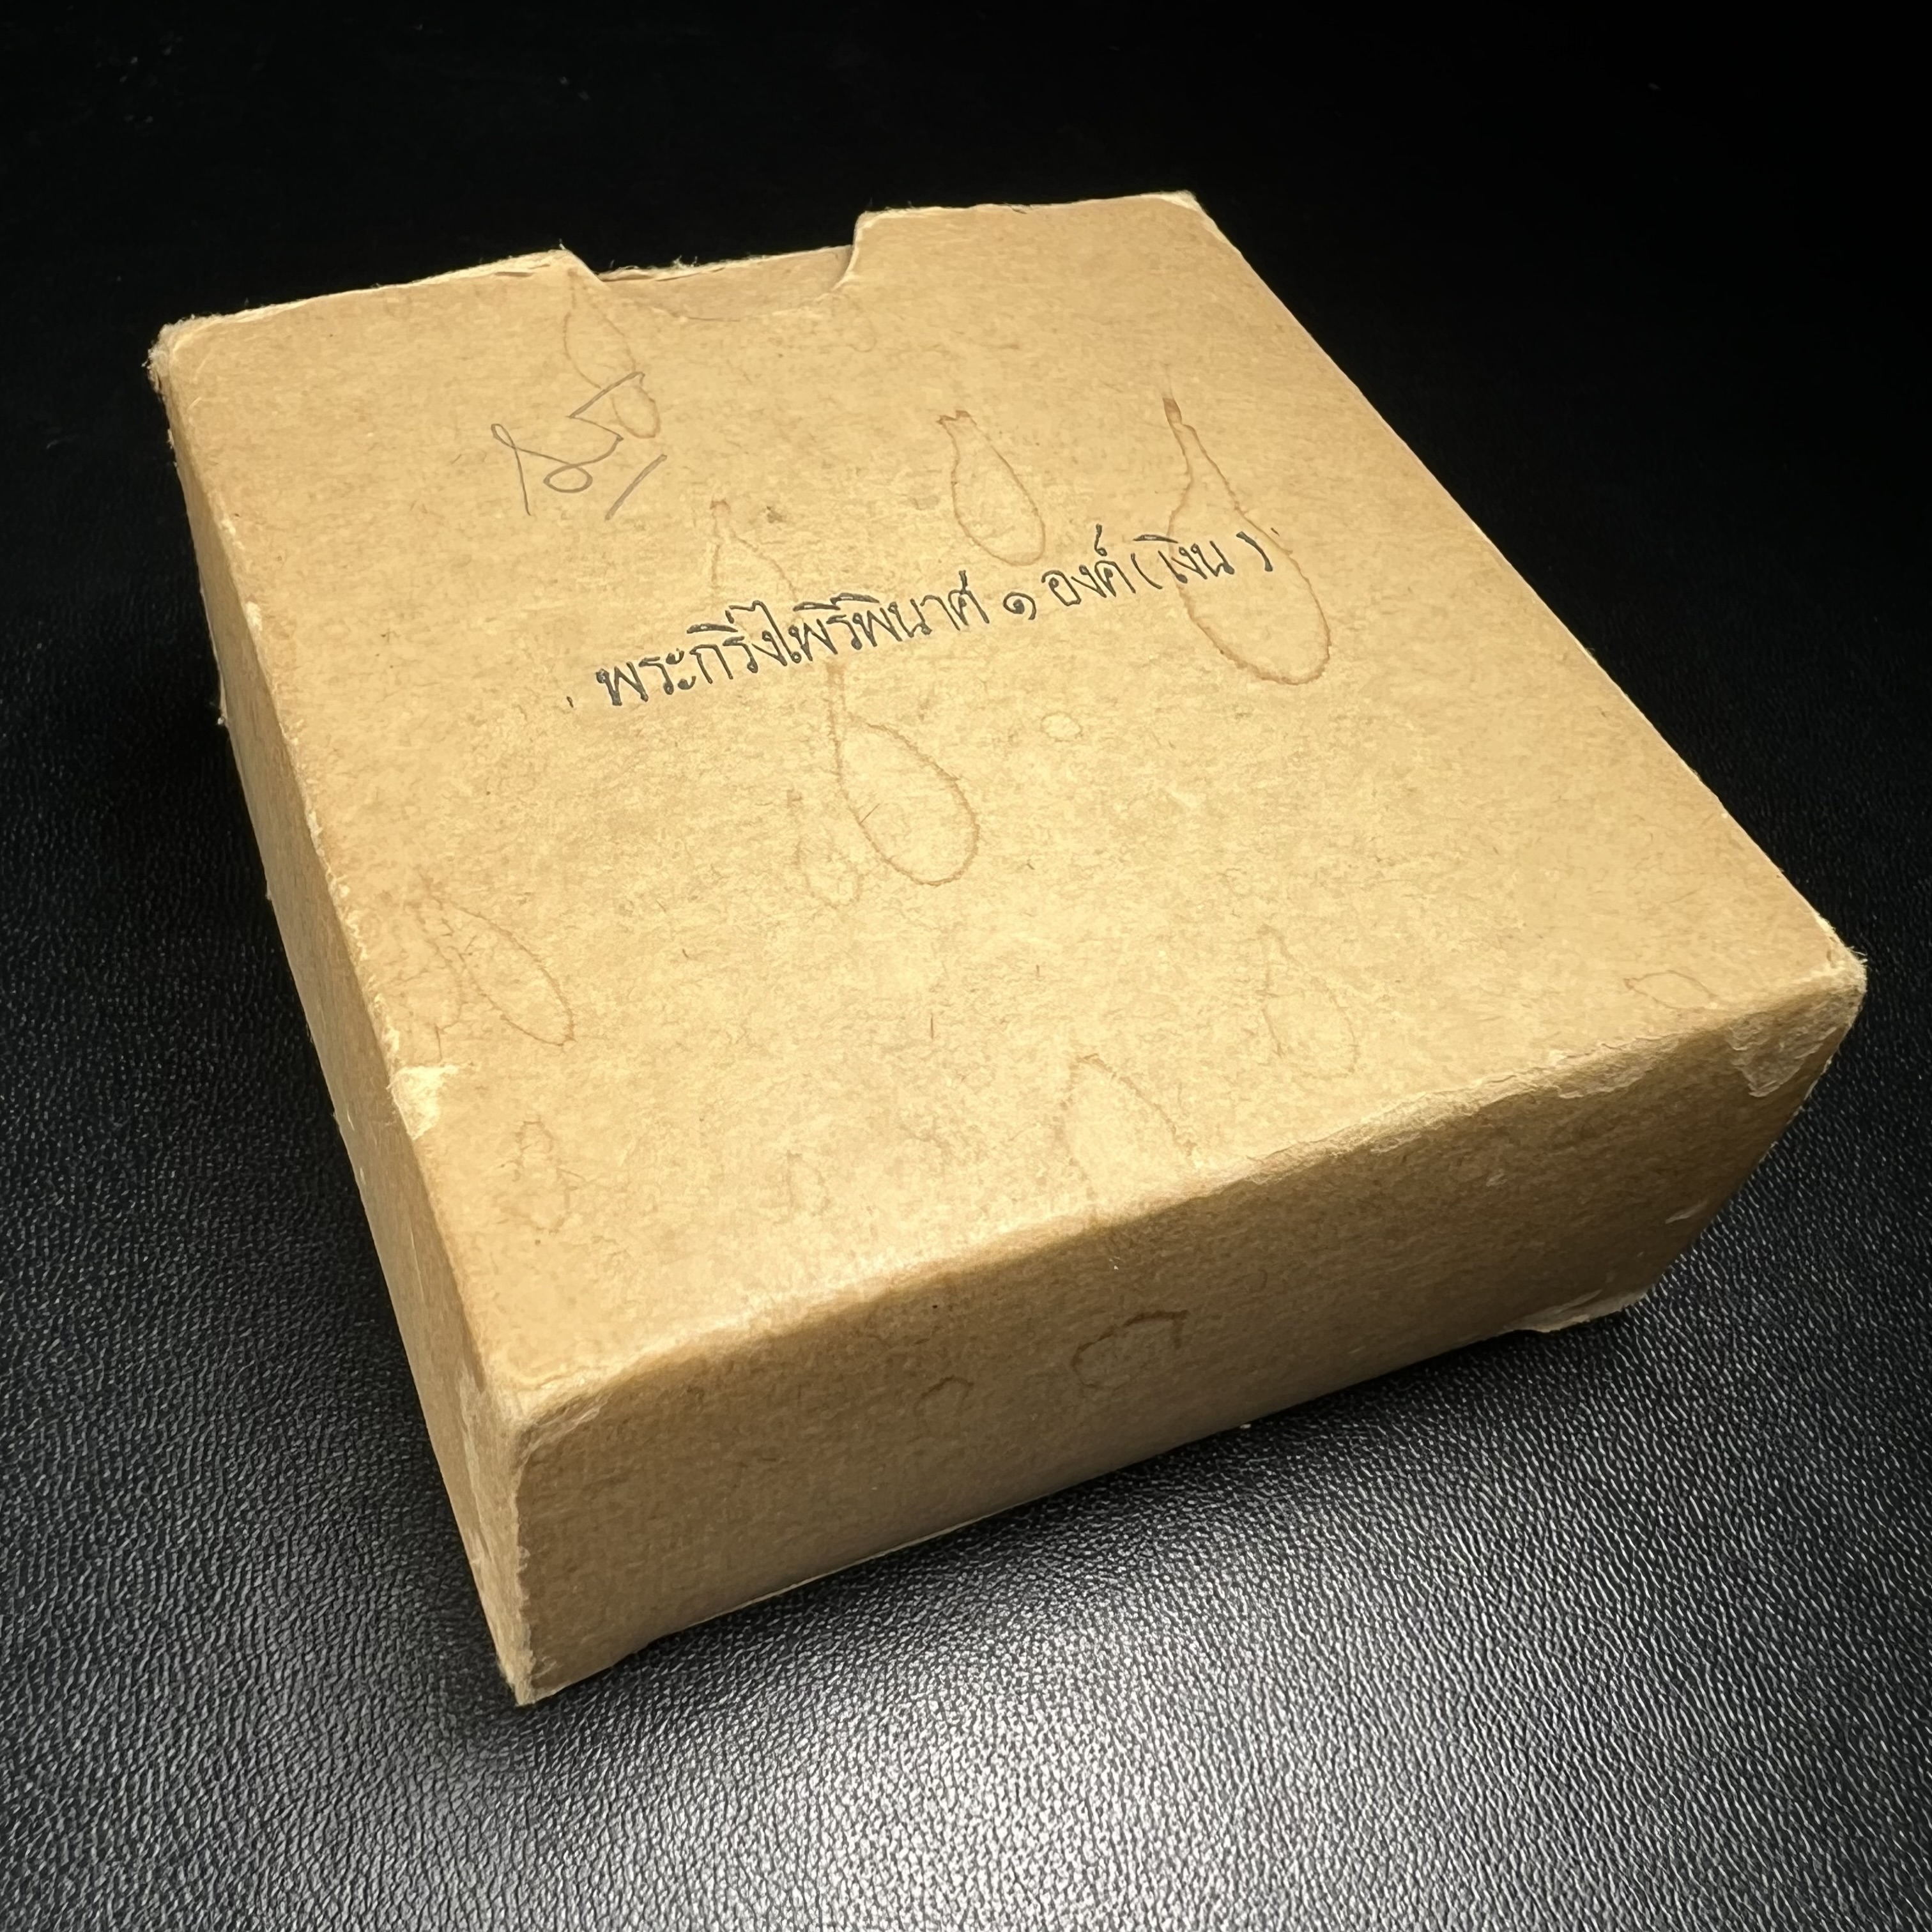 พระกริ่งไพรีพินาศ ๑ องค์ (เงิน)